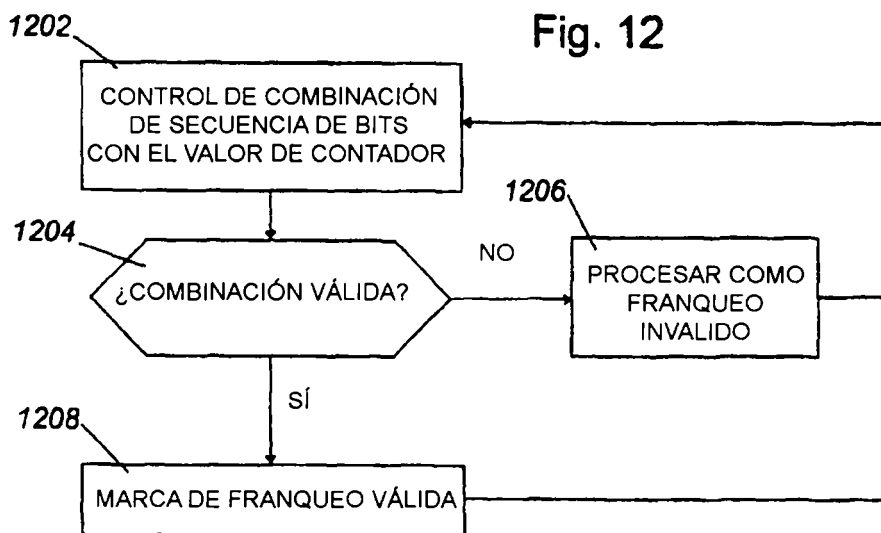 1202
Fig. 12
CONTROL DE COMBINACIÓN
DE SECUENCIA DE BITS
CON EL VALOR DE CONTADOR
1204
1206
¿COMBINACIÓN VÁLIDA?
NO
PROCESAR COMO
FRANQUEO
INVALIDO
SÍ
1208
MARCA DE FRANQUEO VÁLIDA